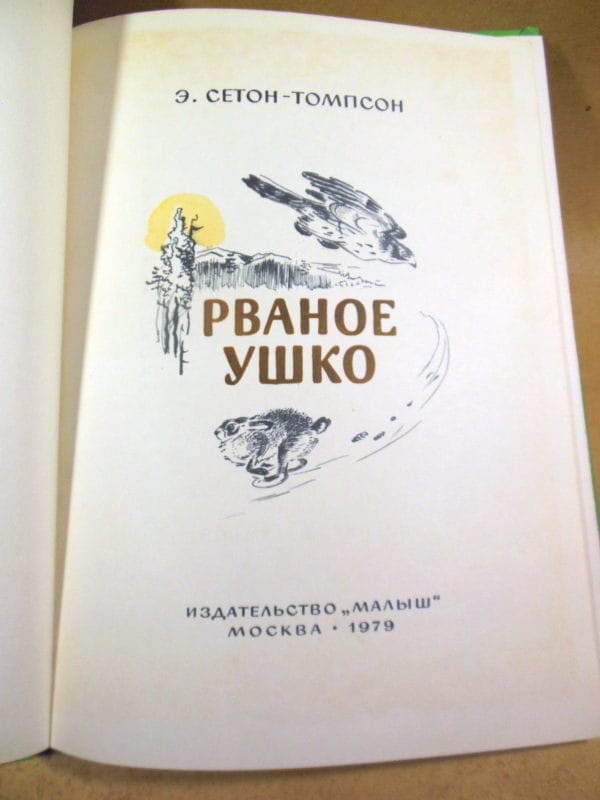 Э. СЕТОН-ТОМПСОН
РВАНОЕ
УШКО
ИЗДАТЕЛЬСТВО „МАЛЫШ“
МОСКВА • 1979